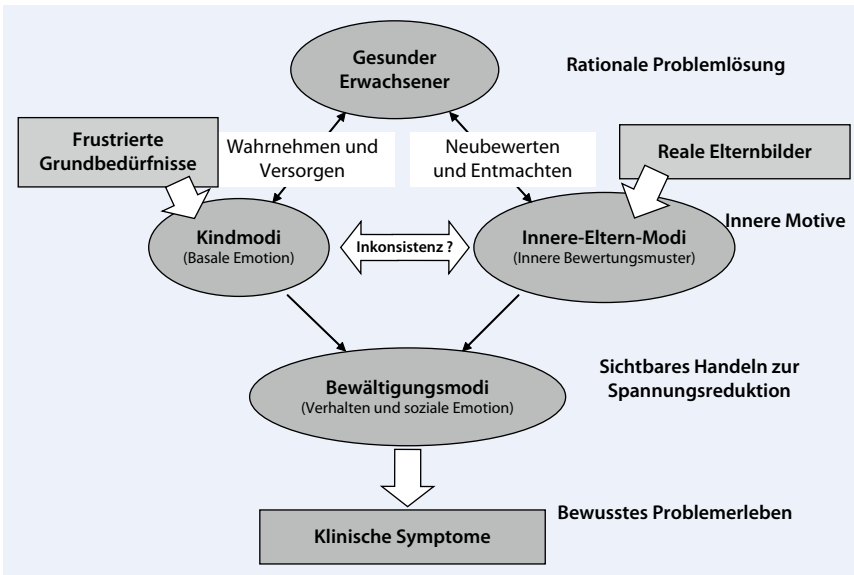 Gesunder
Erwachsener
Rationale Problemlösung
Frustrierte
Grundbedürfnisse
Wahrnehmen und
Versorgen
Neubewerten
und Entmachten
Reale Elternbilder
Innere Motive
Kindmodi
(Basale Emotion)
Inkonsistenz ?
Innere-Eltern-Modi
(Innere Bewertungsmuster)
Sichtbares Handeln zur
Spannungsreduktion
Bewältigungsmodi
(Verhalten und soziale Emotion)
Bewusstes Problemerleben
Klinische Symptome